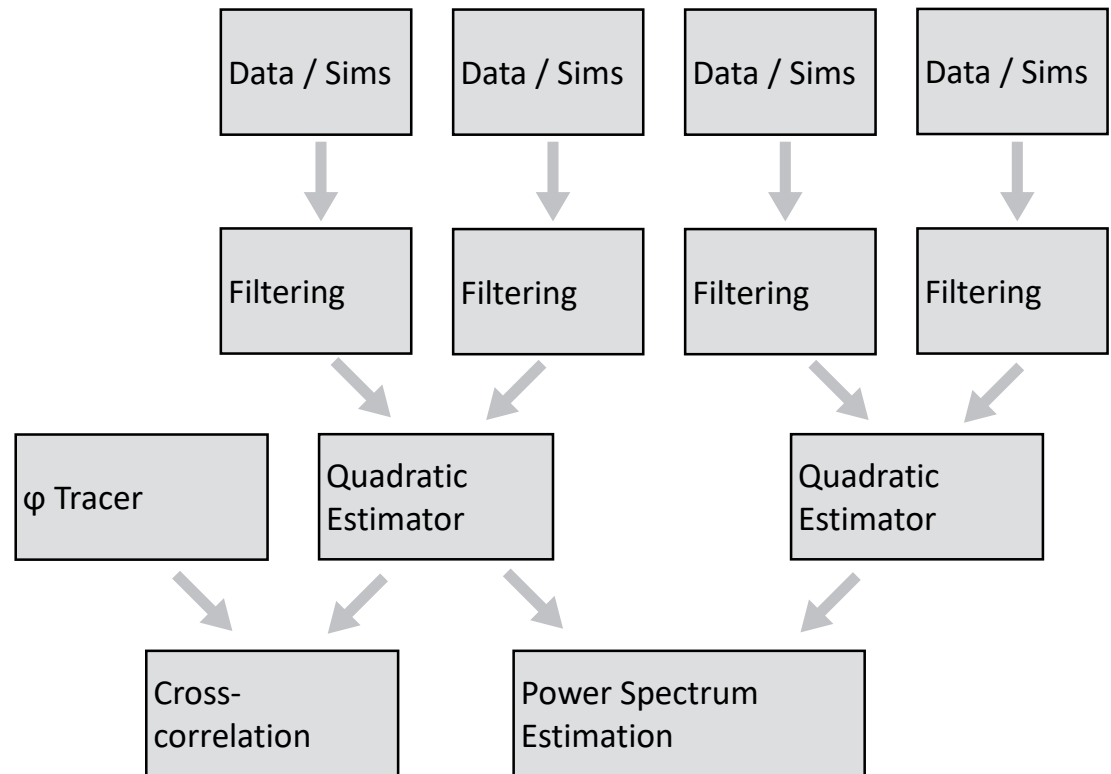 Data / Sims
Data / Sims
Data / Sims
Data / Sims
Filtering
Filtering
Filtering
Filtering
φ Tracer
Quadratic
Estimator
Quadratic
Estimator
Cross-
correlation
Power Spectrum
Estimation